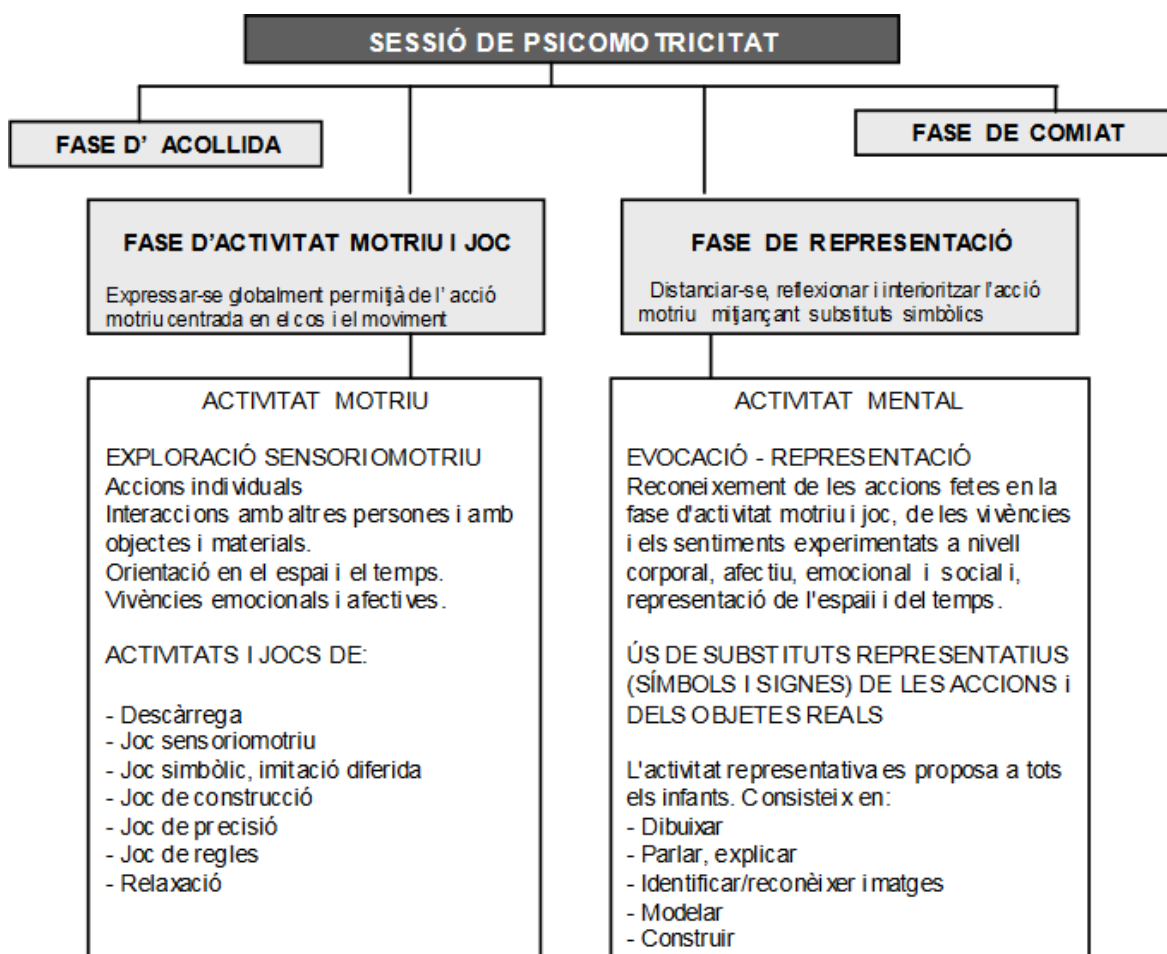 SESSIÓ DE PSICOMOTRICITAT
FASE D' ACOLLIDA
FASE DE COMIAT
FASE D'ACTIVITAT MOTRIU I JOC
Expressar-se globalment per mitjà de l' acció
motriu centrada en el cos i el moviment
FASE DE REPRESENTACIÓ
Distanciar-se, reflexionar i interioritzar l'acció
motriu mitjançant substituts simbòlics
ACTIVITAT MOTRIU
EXPLORACIÓ SENSORIOMOTRIU
Accions individuals
Interaccions amb altres persones i amb
objectes i materials.
Orientació en el espai i el temps.
Vivències emocionals i afectives.
ACTIVITATS I JOCS DE:
- Descàrrega
- Joc sensoriomotriu
- Joc simbòlic, imitació diferida
- Joc de construcció
- Joc de precisió
- Joc de regles
- Relaxació
ACTIVITAT MENTAL
EVOCACIÓ - REPRESENTACIÓ
Reconeixement de les accions fetes en la
fase d'activitat motriu i joc, de les vivències
i els sentiments experimentats a nivell
corporal, afectiu, emocional i social i,
representació de l'espaii i del temps.
ÚS DE SUBSTITUTS REPRESENTATIUS
(SÍMBOLS I SIGNES) DE LES ACCIONS i
DELS OBJETES REALS
L'activitat representativa es proposa a tots
els infants. Consisteix en:
- Dibuixar
- Parlar, explicar
- Identificar/reconèixer imatges
- Modelar
- Construir